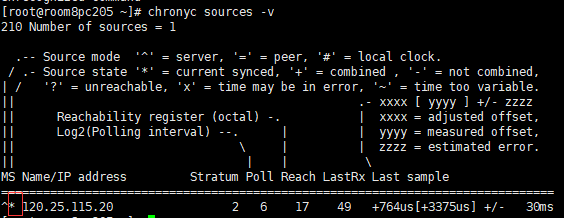 [root@room8pc205 ~]# chronyc sources -v
210 Number of sources = 1
  .-- Source mode  '^' = server, '=' = peer, '#' = local clock.
 / .- Source state '*' = current synced, '+' = combined , '-' = not combined,
| /   '?' = unreachable, 'x' = time may be in error, '~' = time too variable.
||                                                 .- xxxx [ yyyy ] +/- zzzz
||      Reachability register (octal) -.           |  xxxx = adjusted offset,
||      Log2(Polling interval) --.      |          |  yyyy = measured offset,
||                                \     |          |  zzzz = estimated error.
||                                 |    |           \
MS Name/IP address         Stratum Poll Reach LastRx Last sample
===============================================================================
^* 120.25.115.20                 2   6    17    49   +764us[+3375us] +/-   30ms